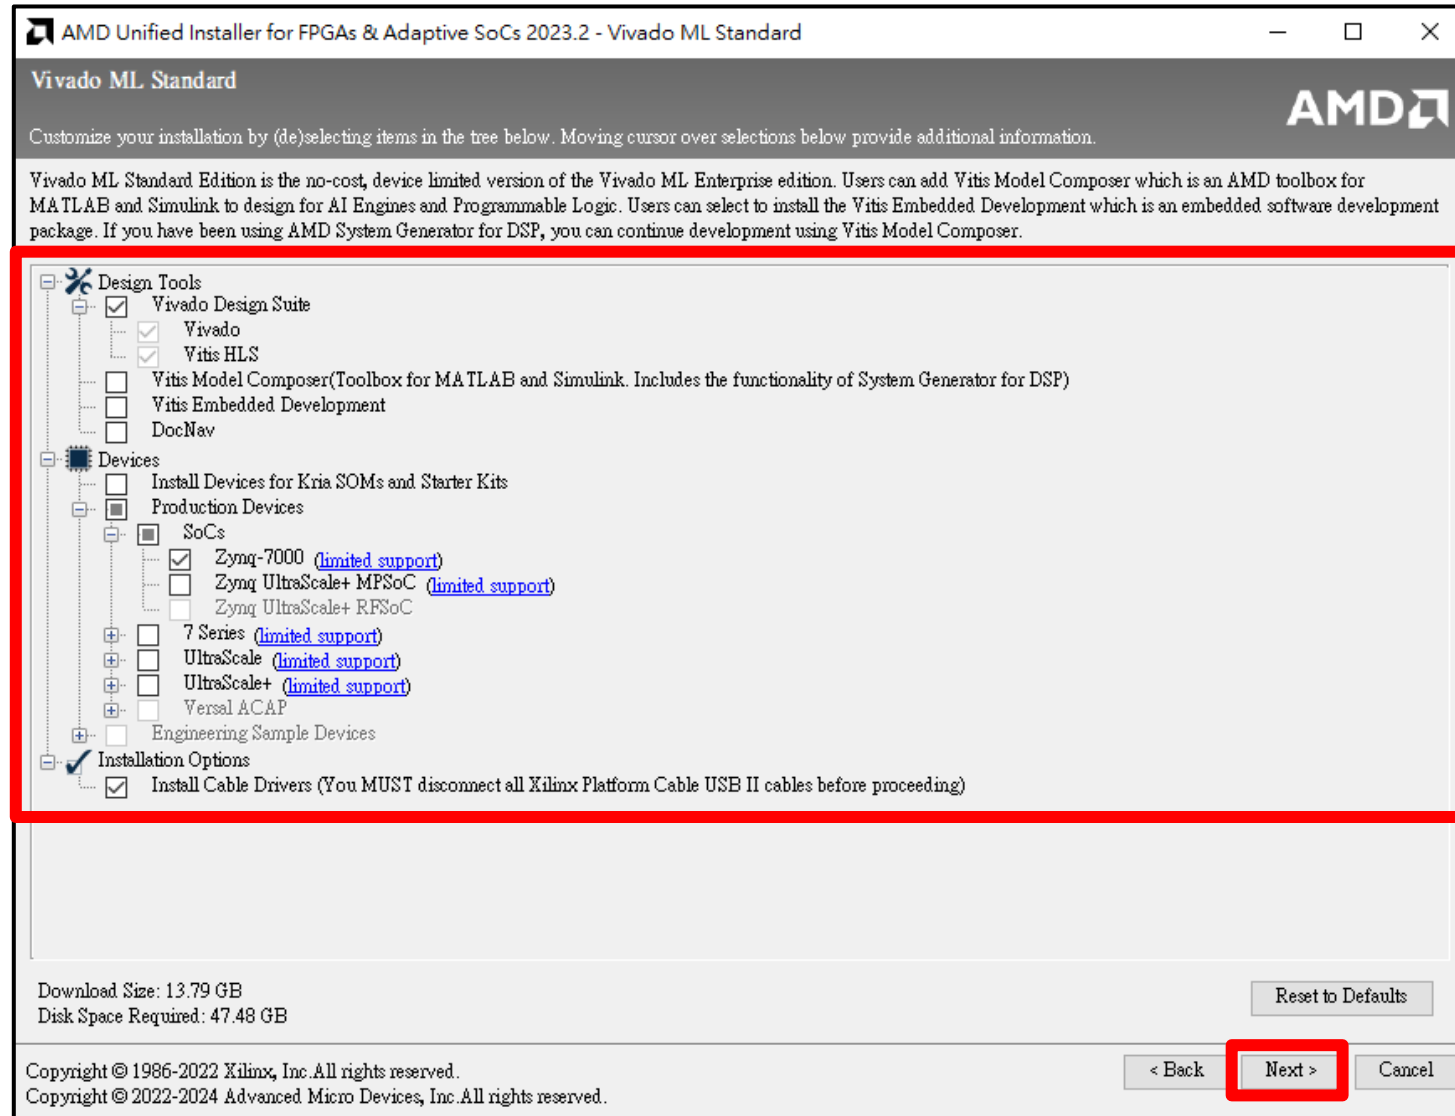 AMD Unified Installer for FPGAs & Adaptive SoCs 2023.2 - Vivado ML Standard
Vivado ML Standard
AMD
Customize your installation by (de)selecting items in the tree below. Moving cursor over selections below provide additional information.
Vivado ML Standard Edition is the no-cost, device limited version of the Vivado ML Enterprise edition. Users can add Vitis Model Composer which is an AMD toolbox for
MATLAB and Simulink to design for AI Engines and Programmable Logic. Users can select to install the Vitis Embedded Development which is an embedded software development
package. If you have been using AMD System Generator for DSP, you can continue development using Vitis Model Composer.
Design Tools
Vivado Design Suite
Vivado
Vitis HLS
Vitis Model Composer(Toolbox for MATLAB and Simulink. Includes the functionality of System Generator for DSP)
Vitis Embedded Development
DocNav
Devices
Install Devices for Kria SOMs and Starter Kits
Production Devices
SoCs
Zynq-7000 (limited support)
Zynq UltraScale+ MPSoC (limited support)
Zynq UltraScale+ RFSoC
7 Series (limited support)
UltraScale (limited support)
UltraScale+ (limited support)
Versal ACAP
Engineering Sample Devices
Installation Options
Install Cable Drivers (You MUST disconnect all Xilinx Platform Cable USB II cables before proceeding)
Download Size: 13.79 GB
Disk Space Required: 47.48 GB
Reset to Defaults
Copyright © 1986-2022 Xilinx, Inc.All rights reserved.
Copyright © 2022-2024 Advanced Micro Devices, Inc.All rights reserved.
< Back
Next >
Cancel